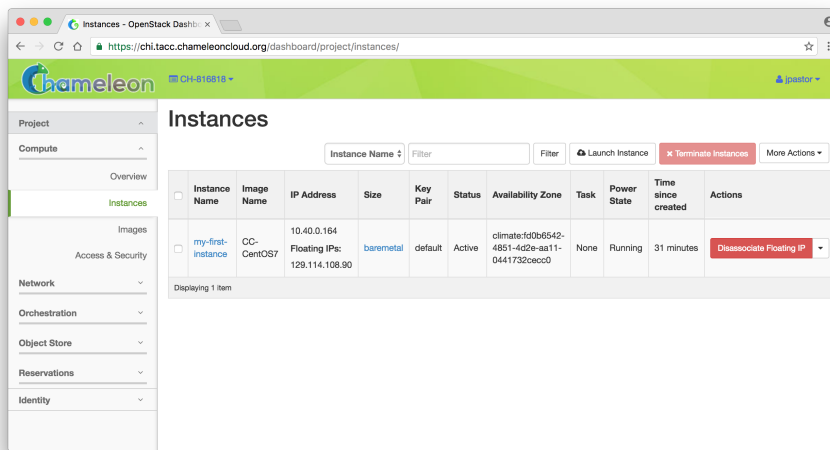 Instances - OpenStack Dashbo
https://chi.tacc.chameleoncloud.org/dashboard/project/instances/
Chameleon
CH-816818
jpastor
Project
Compute
Overview
Instances
Images
Access & Security
Network
Orchestration
Object Store
Reservations
Identity
Instances
Instance Name
Filter
Filter
Launch Instance
Terminate Instances
More Actions
Instance
Name
Image
Name
IP Address
Size
Key
Pair
Status
Availability Zone
Task
Power
State
Time
since
created
Actions
my-first-
instance
CC-
CentOS7
10.40.0.164
Floating IPs:
129.114.108.90
baremetal
default
Active
climate:fd0b6542-
4851-4d2e-aa11-
0441732cecc0
None
Running
31 minutes
Disassociate Floating IP
Displaying 1 item